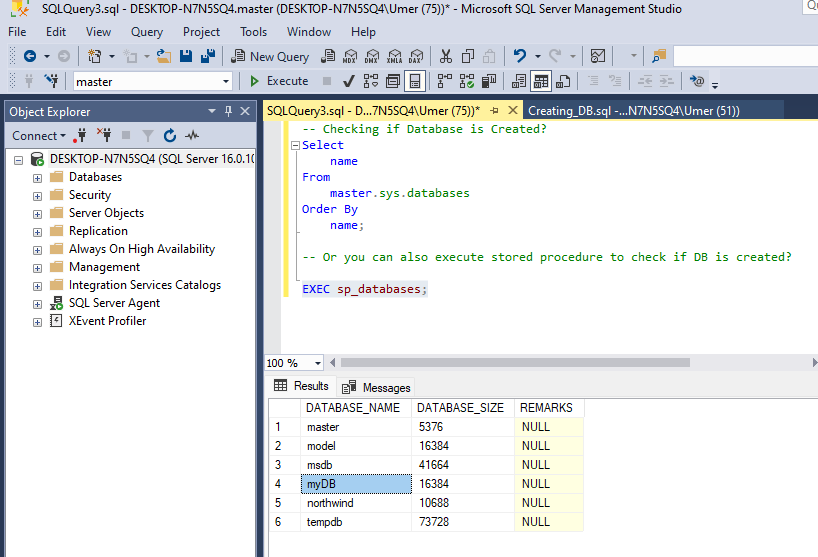 SQLQuery3.sql - DESKTOP-N7N5SQ4.master (DESKTOP-N7N5SQ4\Umer (75))* - Microsoft SQL Server Management Studio
File Edit View Query Project Tools Window Help
New Query MDX DMX XMLA DAX
master Execute
Object Explorer
Connect
DESKTOP-N7N5SQ4 (SQL Server 16.0.10
Databases
Security
Server Objects
Replication
Always On High Availability
Management
Integration Services Catalogs
SQL Server Agent
XEvent Profiler
SQLQuery3.sql - D...7N5SQ4\Umer (75))* Creating_DB.sql -...N7N5SQ4\Umer (51))
-- Checking if Database is Created?
Select
name
From
master.sys.databases
Order By
name;
-- Or you can also execute stored procedure to check if DB is created?
EXEC sp_databases;
100 %
Results Messages
DATABASE_NAME DATABASE_SIZE REMARKS
1 master 5376 NULL
2 model 16384 NULL
3 msdb 41664 NULL
4 myDB 16384 NULL
5 northwind 10688 NULL
6 tempdb 73728 NULL